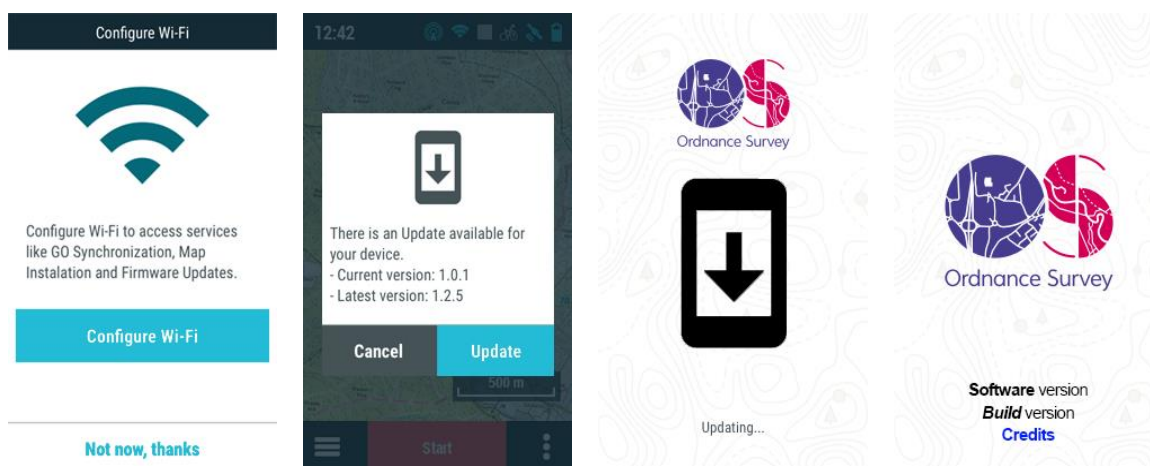 Configure Wi-Fi
Configure Wi-Fi to access services
like GO Synchronization, Map
Instalation and Firmware Updates.
Configure Wi-Fi
Not now, thanks
12:42
There is an Update available for
your device.
- Current version: 1.0.1
- Latest version: 1.2.5
Cancel
Update
500 m
Start
OS
Ordnance Survey
Updating...
OS
Ordnance Survey
Software version
Build version
Credits